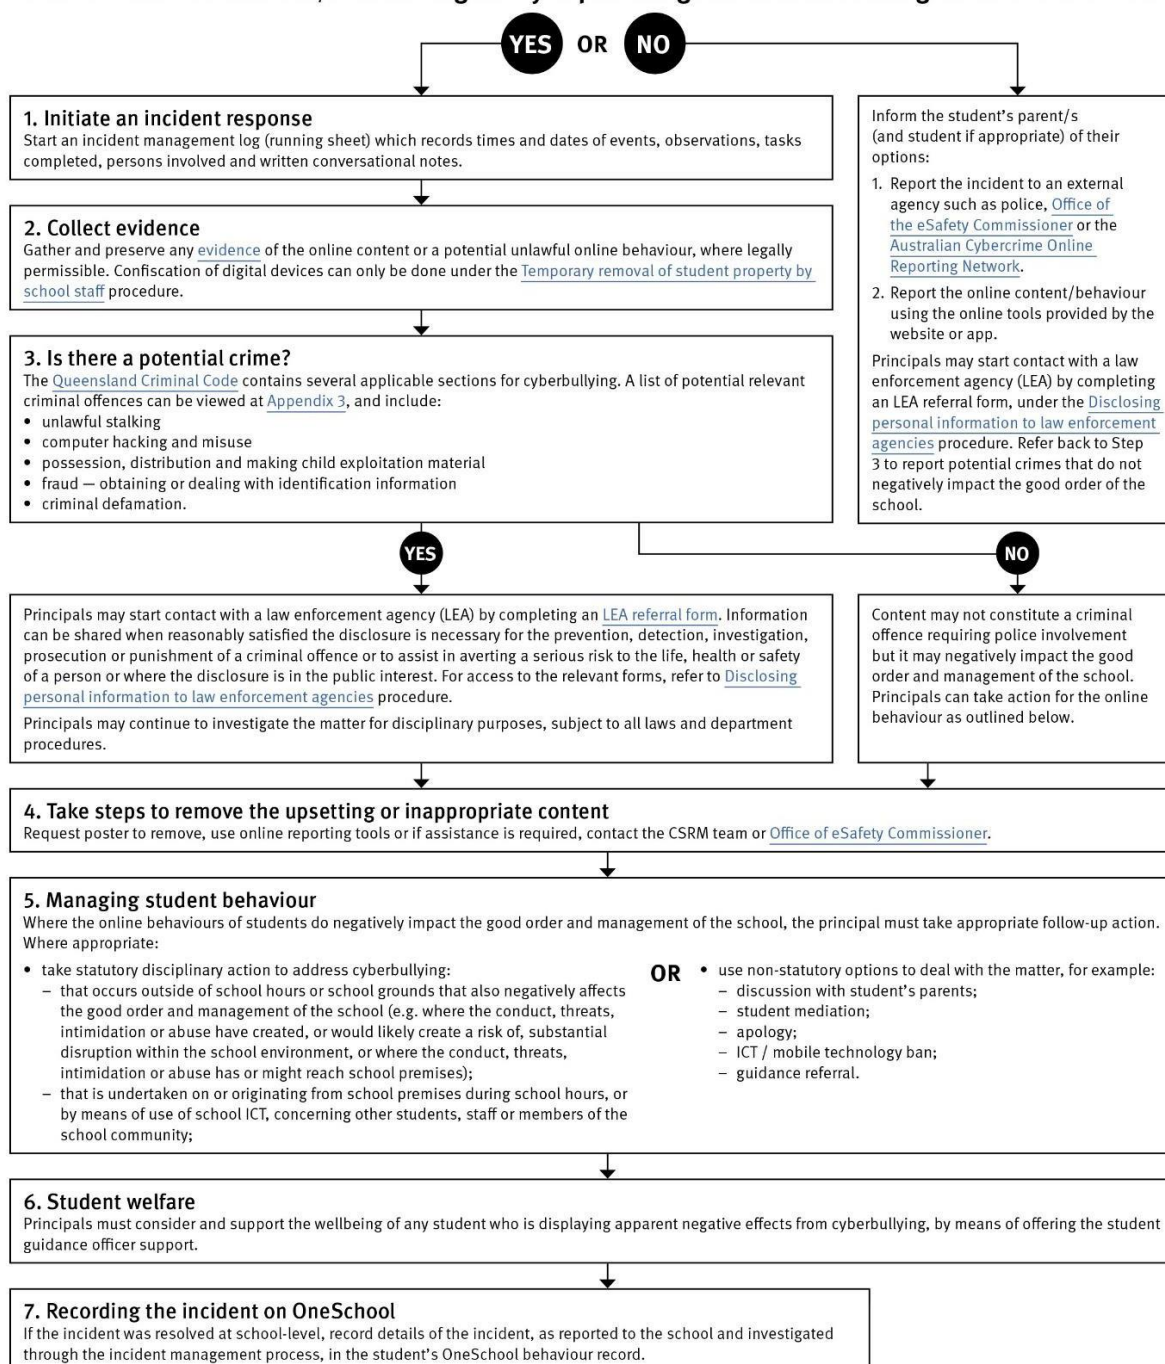 YES OR NO
1. Initiate an incident response
Start an incident management log (running sheet) which records times and dates of events, observations, tasks
completed, persons involved and written conversational notes.
2. Collect evidence
Gather and preserve any evidence of the online content or a potential unlawful online behaviour, where legally
permissible. Confiscation of digital devices can only be done under the Temporary removal of student property by
school staff procedure.
3. Is there a potential crime?
The Queensland Criminal Code contains several applicable sections for cyberbullying. A list of potential relevant
criminal offences can be viewed at Appendix 3, and include:
• unlawful stalking
• computer hacking and misuse
• possession, distribution and making child exploitation material
• fraud — obtaining or dealing with identification information
• criminal defamation.
Inform the student's parent/s
(and student if appropriate) of their
options:
1. Report the incident to an external
agency such as police, Office of
the eSafety Commissioner or the
Australian Cybercrime Online
Reporting Network.
2. Report the online content/behaviour
using the online tools provided by the
website or app.
Principals may start contact with a law
enforcement agency (LEA) by completing
an LEA referral form, under the Disclosing
personal information to law enforcement
agencies procedure. Refer back to Step
3 to report potential crimes that do not
negatively impact the good order of the
school.
YES
NO
Principals may start contact with a law enforcement agency (LEA) by completing an LEA referral form. Information
can be shared when reasonably satisfied the disclosure is necessary for the prevention, detection, investigation,
prosecution or punishment of a criminal offence or to assist in averting a serious risk to the life, health or safety
of a person or where the disclosure is in the public interest. For access to the relevant forms, refer to Disclosing
personal information to law enforcement agencies procedure.
Principals may continue to investigate the matter for disciplinary purposes, subject to all laws and department
procedures.
Content may not constitute a criminal
offence requiring police involvement
but it may negatively impact the good
order and management of the school.
Principals can take action for the online
behaviour as outlined below.
4. Take steps to remove the upsetting or inappropriate content
Request poster to remove, use online reporting tools or if assistance is required, contact the CSRM team or Office of eSafety Commissioner.
5. Managing student behaviour
Where the online behaviours of students do negatively impact the good order and management of the school, the principal must take appropriate follow-up action.
Where appropriate:
• take statutory disciplinary action to address cyberbullying:
– that occurs outside of school hours or school grounds that also negatively affects
the good order and management of the school (e.g. where the conduct, threats,
intimidation or abuse have created, or would likely create a risk of, substantial
disruption within the school environment, or where the conduct, threats,
intimidation or abuse has or might reach school premises);
– that is undertaken on or originating from school premises during school hours, or
by means of use of school ICT, concerning other students, staff or members of the
school community;
OR
• use non-statutory options to deal with the matter, for example:
– discussion with student's parents;
– student mediation;
– apology;
– ICT / mobile technology ban;
– guidance referral.
6. Student welfare
Principals must consider and support the wellbeing of any student who is displaying apparent negative effects from cyberbullying, by means of offering the student
guidance officer support.
7. Recording the incident on OneSchool
If the incident was resolved at school-level, record details of the incident, as reported to the school and investigated
through the incident management process, in the student's OneSchool behaviour record.